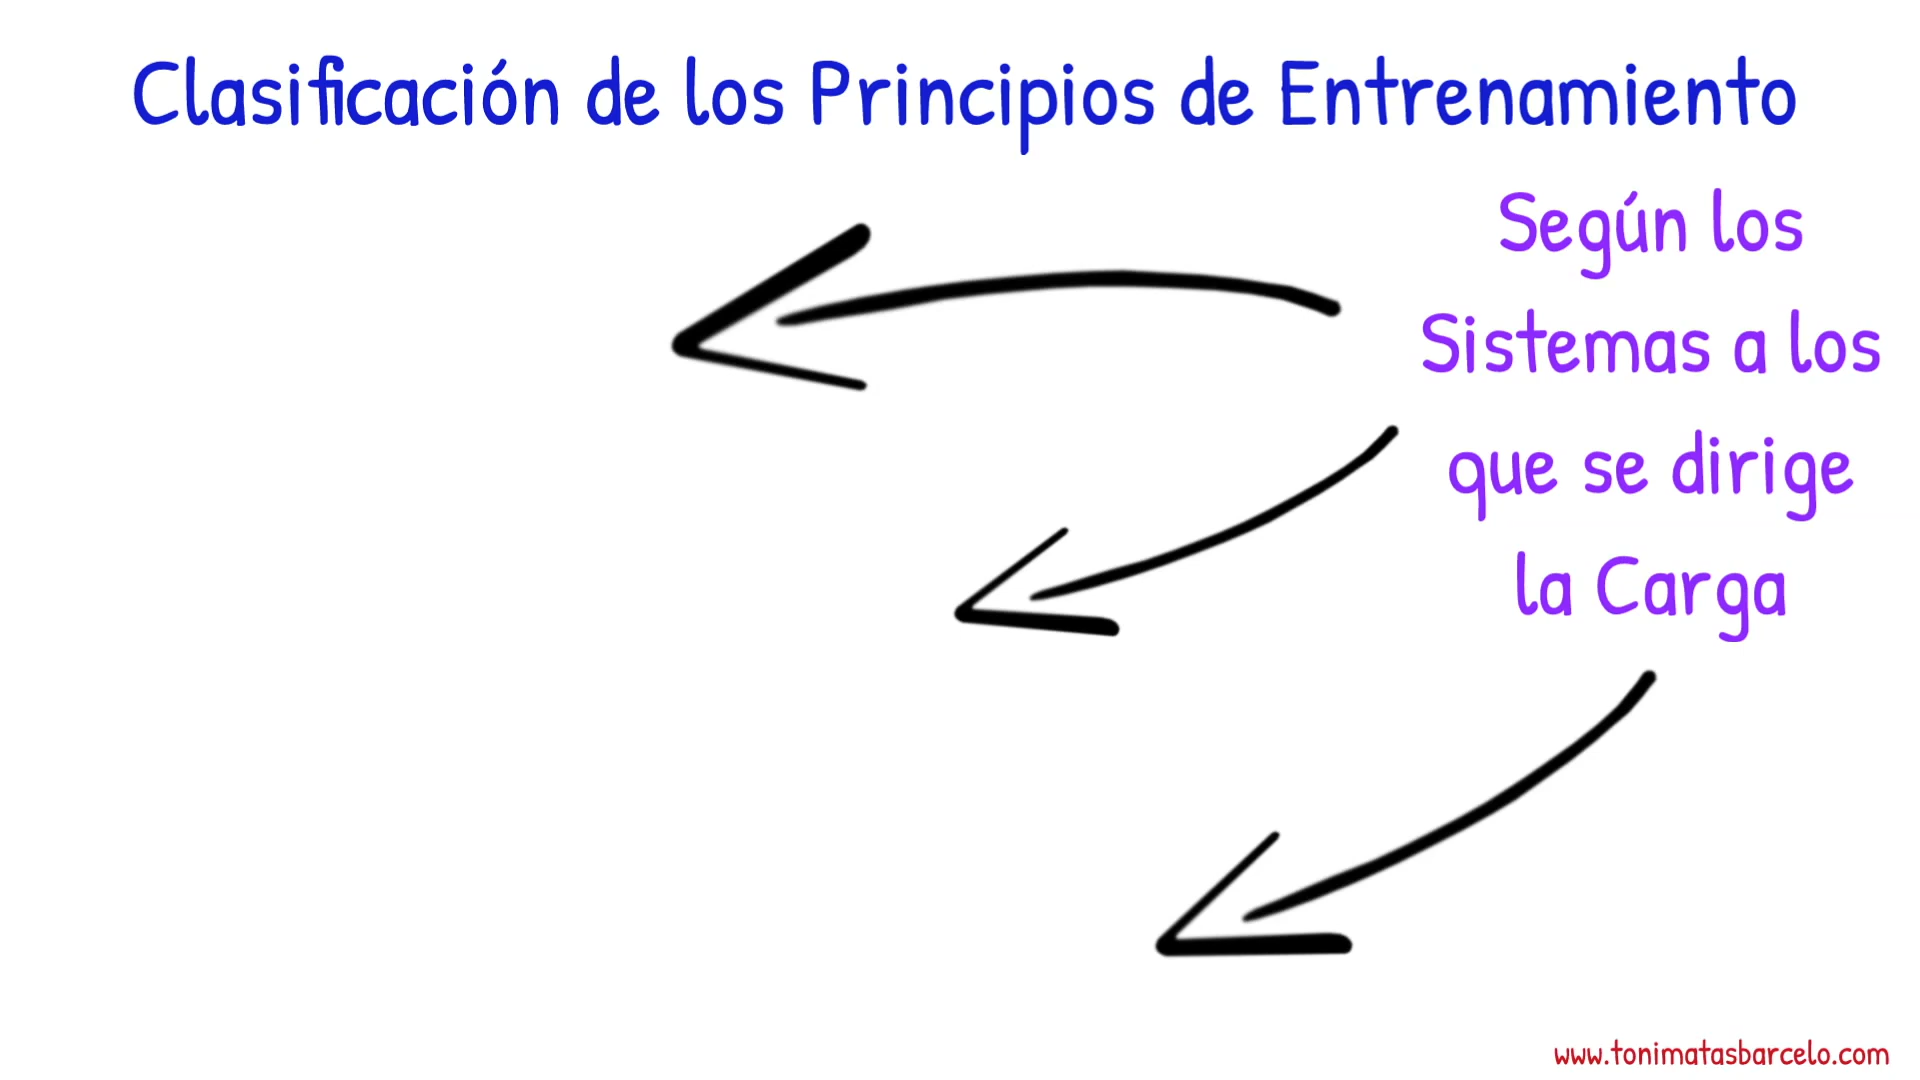 Clasificación de los Principios de Entrenamiento
Según los
Sistemas a los
que se dirige
la Carga
www.tonimatasbarcelo.com